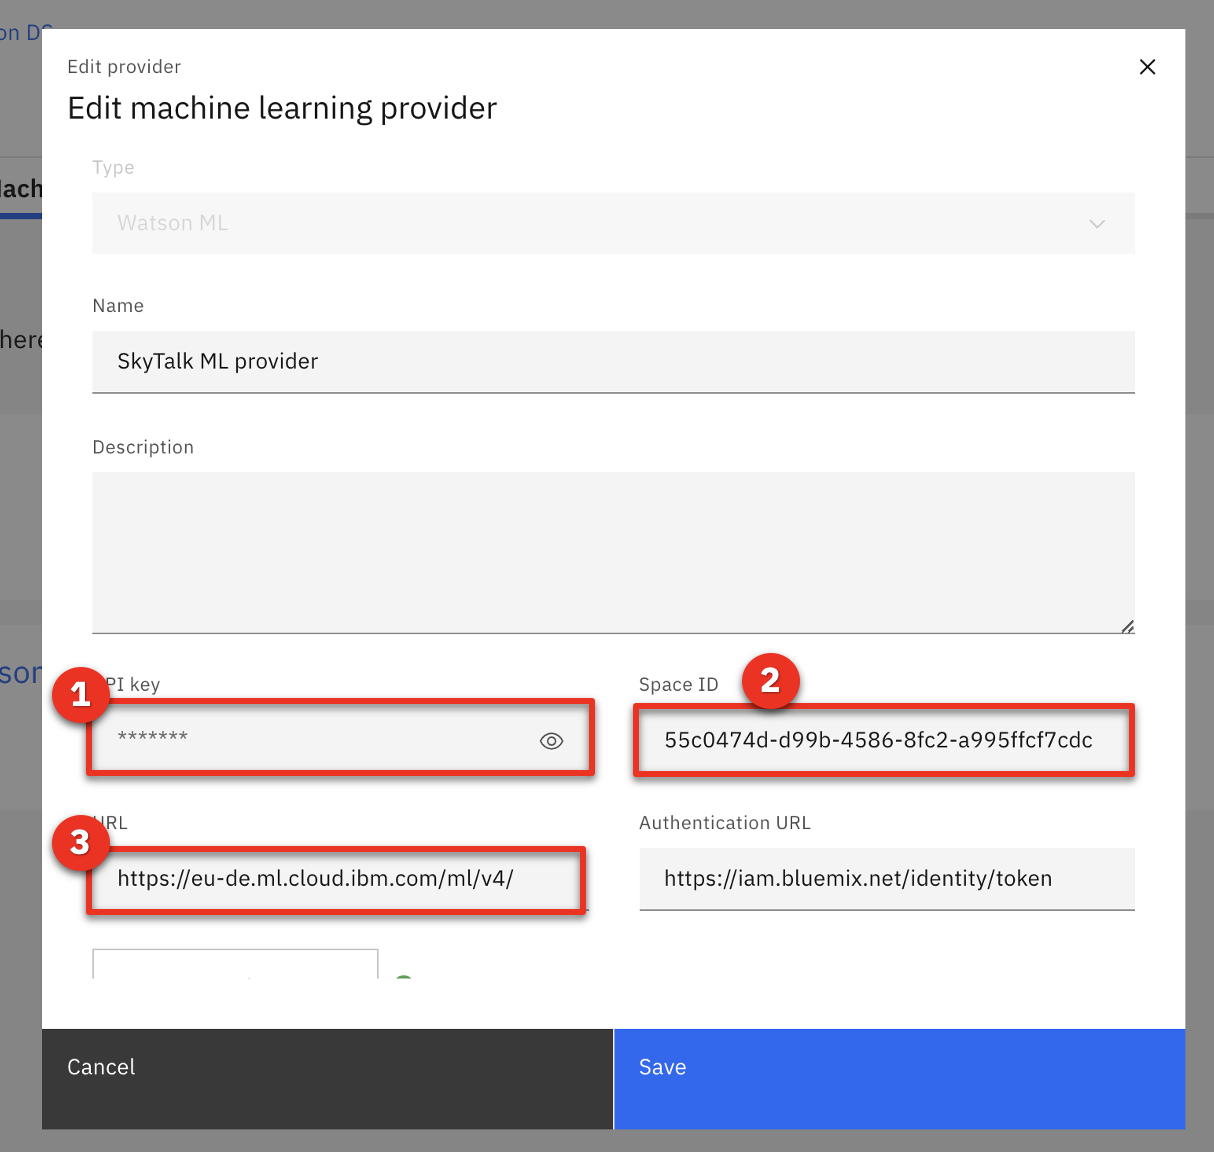 on DS
Edit provider
Edit machine learning provider
Type
Mach
Watson ML
Name
here
SkyTalk ML provider
Description
son
1 PI key
Space ID 2
*******
55c0474d-d99b-4586-8fc2-a995ffcf7cdc
3 URL
Authentication URL
https://eu-de.ml.cloud.ibm.com/ml/v4/
https://iam.bluemix.net/identity/token
Cancel
Save